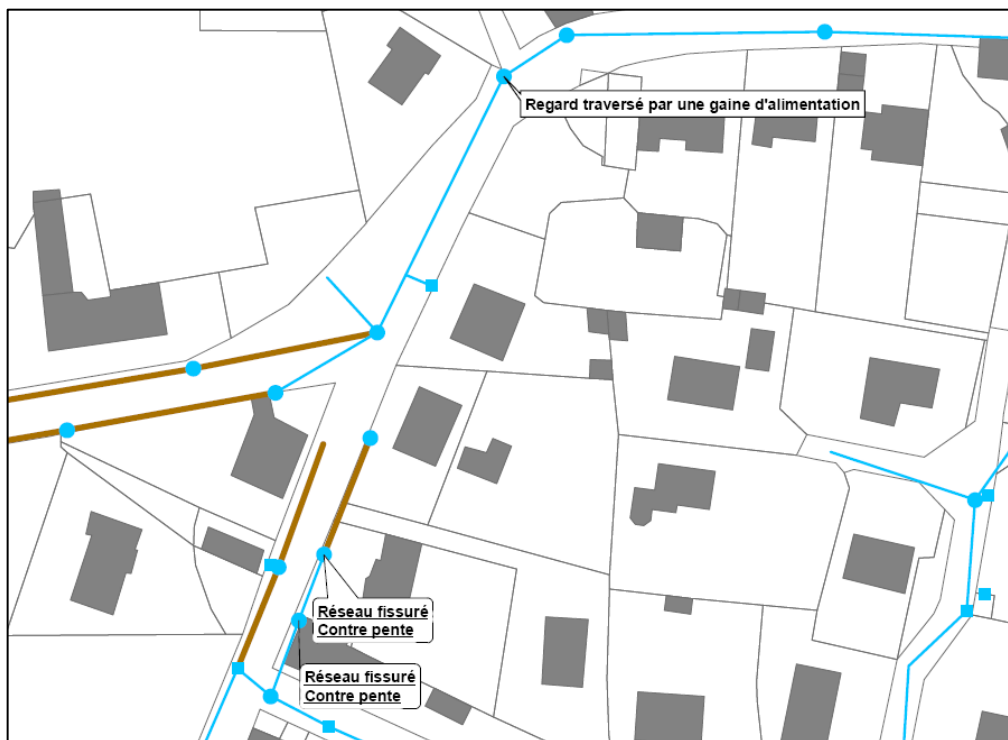 Regard traversé par une gaine d'alimentation
Réseau fissuré
Contre pente
Réseau fissuré
Contre pente